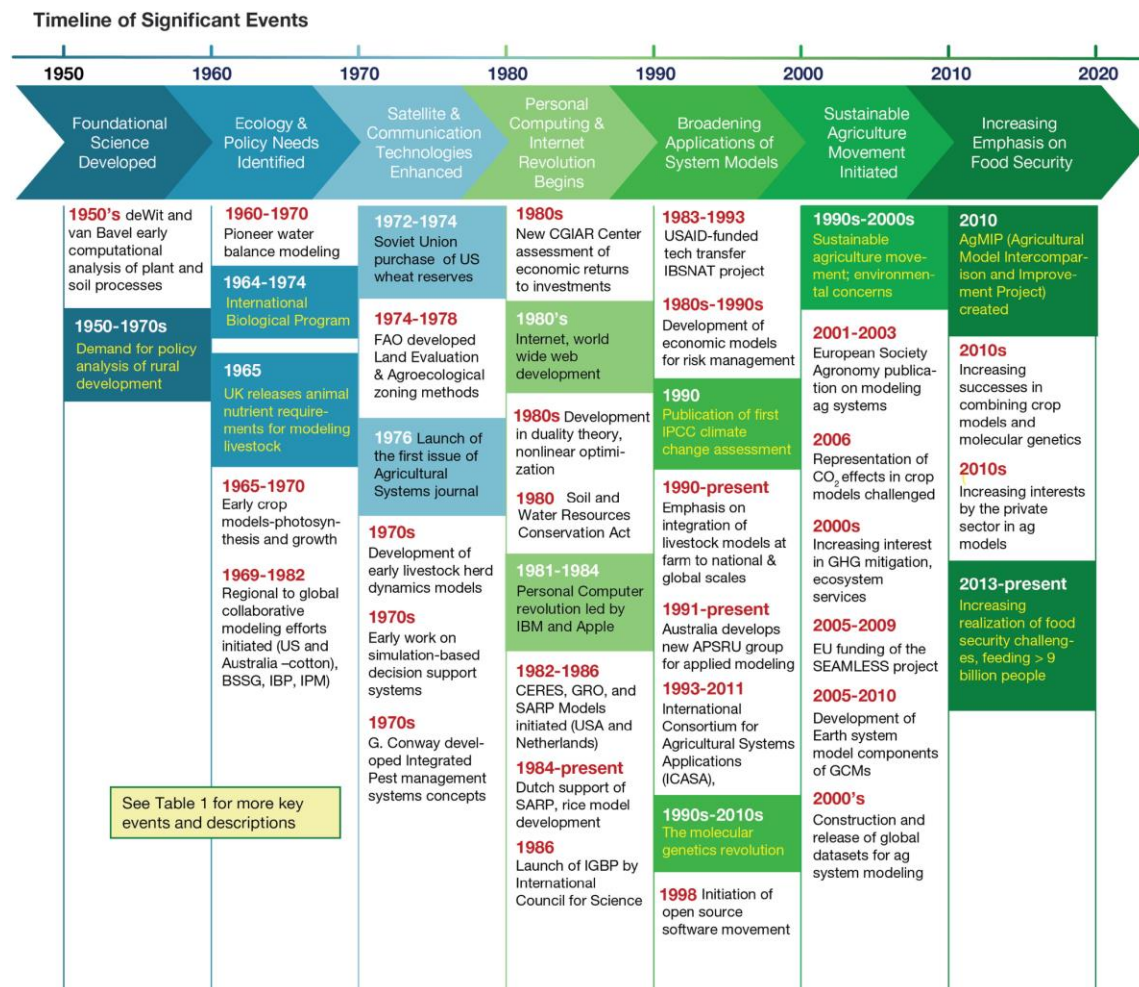 Timeline of Significant Events
1950
1960
1970
1980
1990
2000
2010
2020
Foundational
Science
Developed
Ecology &
Policy Needs
Identified
Satellite &
Communication
Technologies
Enhanced
Personal
Computing &
Internet
Revolution
Begins
Broadening
Applications of
System Models
Sustainable
Agriculture
Movement
Initiated
Increasing
Emphasis on
Food Security
1950's deWit and
van Bavel early
computational
analysis of plant and
soil processes
1950-1970s
Demand for policy
analysis of rural
development
1960-1970
Pioneer water
balance modeling
1964-1974
International
Biological Program
1965
UK releases animal
nutrient require-
ments for modeling
livestock
1965-1970
Early crop
models-photosyn-
thesis and growth
1969-1982
Regional to global
collaborative
modeling efforts
initiated (US and
Australia –cotton),
BSSG, IBP, IPM)
1972-1974
Soviet Union
purchase of US
wheat reserves
1974-1978
FAO developed
Land Evaluation
& Agroecological
zoning methods
1976 Launch of
the first issue of
Agricultural
Systems journal
1970s
Development of
early livestock herd
dynamics models
1970s
Early work on
simulation-based
decision support
systems
1970s
G. Conway devel-
oped Integrated
Pest management
systems concepts
1980s
New CGIAR Center
assessment of
economic returns
to investments
1980's
Internet, world
wide web
development
1980s Development
in duality theory,
nonlinear optimi-
zation
1980 Soil and
Water Resources
Conservation Act
1981-1984
Personal Computer
revolution led by
IBM and Apple
1982-1986
CERES, GRO, and
SARP Models
initiated (USA and
Netherlands)
1984-present
Dutch support of
SARP, rice model
development
1986
Launch of IGBP by
International
Council for Science
1983-1993
USAID-funded
tech transfer
IBSNAT project
1980s-1990s
Development of
economic models
for risk management
1990
Publication of first
IPCC climate
change assessment
1990-present
Emphasis on
integration of
livestock models at
farm to national &
global scales
1991-present
Australia develops
new APSRU group
for applied modeling
1993-2011
International
Consortium for
Agricultural Systems
Applications
(ICASA),
1990s-2010s
The molecular
genetics revolution
1998 Initiation of
open source
software movement
1990s-2000s
Sustainable
agriculture move-
ment; environmen-
tal concerns
2001-2003
European Society
Agronomy publica-
tion on modeling
ag systems
2006
Representation of
CO₂ effects in crop
models challenged
2000s
Increasing interest
in GHG mitigation,
ecosystem
services
2005-2009
EU funding of the
SEAMLESS project
2005-2010
Development of
Earth system
model components
of GCMs
2000's
Construction and
release of global
datasets for ag
system modeling
2010
AgMIP (Agricultural
Model Intercompar-
ison and Improve-
ment Project)
created
2010s
Increasing
successes in
combining crop
models and
molecular genetics
2010s
Increasing interests
by the private
sector in ag
models
2013-present
Increasing
realization of food
security challeng-
es, feeding > 9
billion people
See Table 1 for more key
events and descriptions